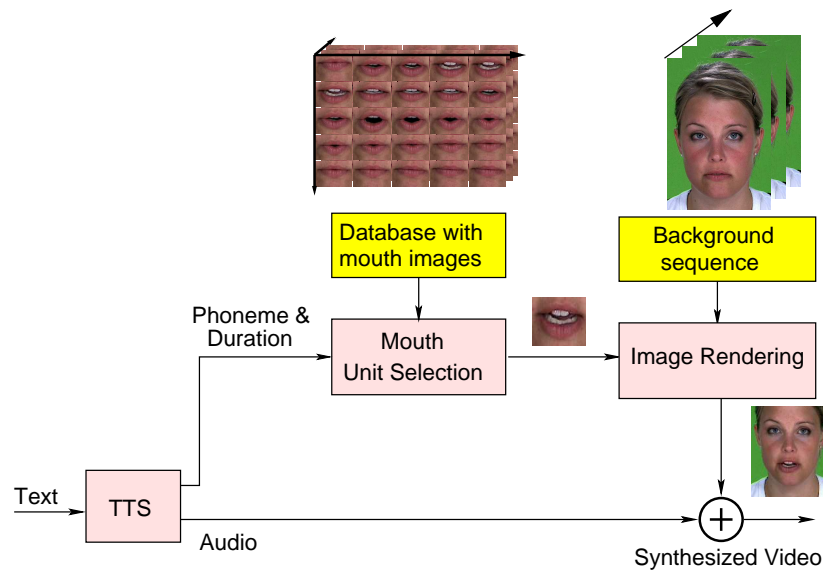 Database with
mouth images
Background
sequence
Phoneme &
Duration
Mouth
Unit Selection
Image Rendering
Text
TTS
Audio
Synthesized Video